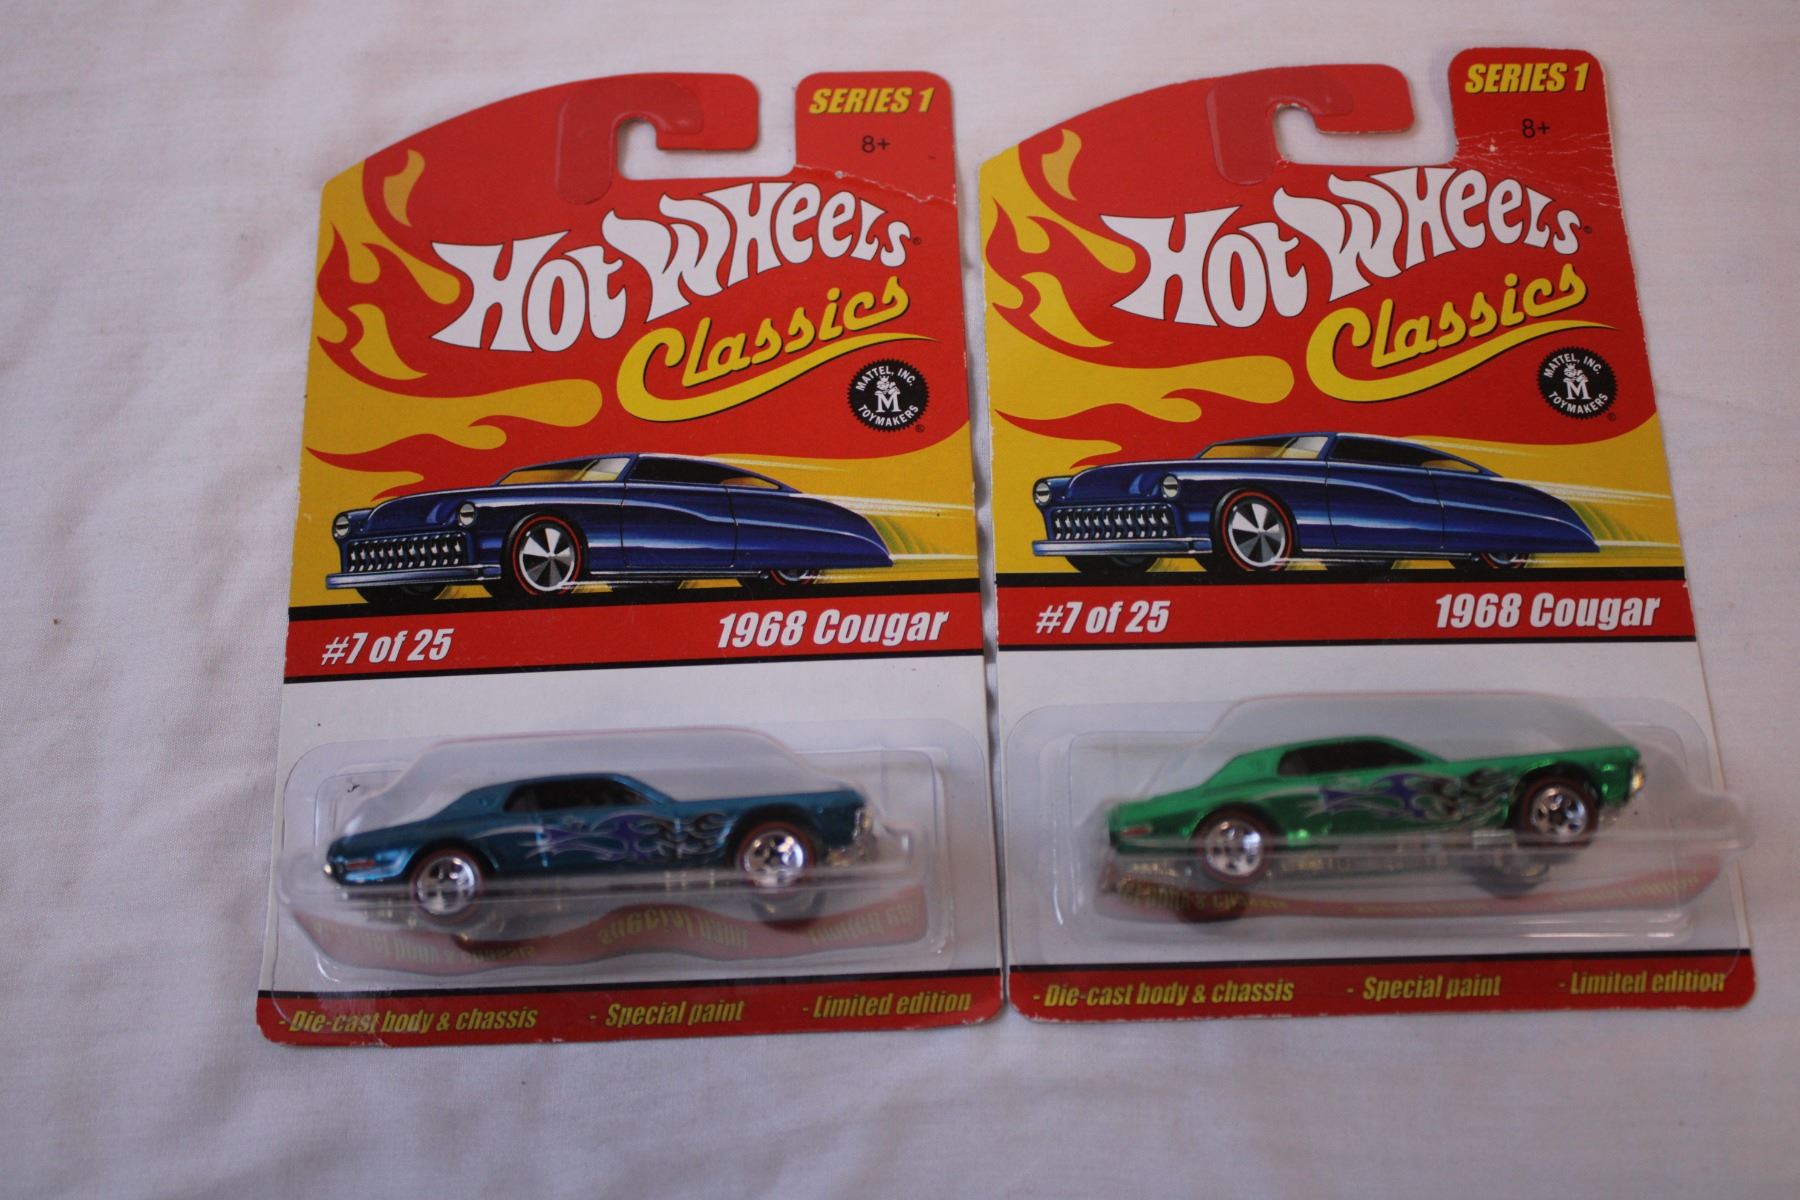 SERIES 1
8+
HOT WHEELS®
Classics
MATTEL, INC.
M
TOYMAKERS®
#7 of 25
1968 Cougar
- Die-cast body & chassis - Special paint - Limited edition
SERIES 1
8+
HOT WHEELS®
Classics
MATTEL, INC.
M
TOYMAKERS®
#7 of 25
1968 Cougar
- Die-cast body & chassis - Special paint - Limited edition